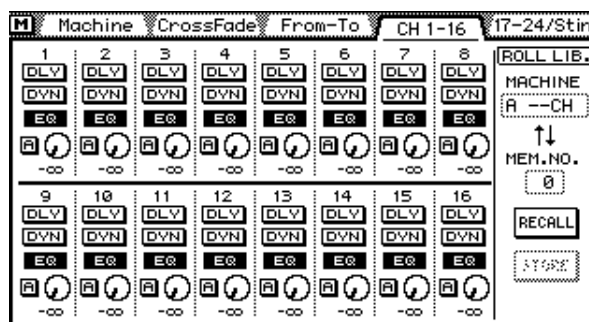 M Machine CrossFade From-To CH 1-16 17-24/Stin
1 2 3 4 5 6 7 8 ROLL LIB.
DLY DLY DLY DLY DLY DLY DLY DLY
MACHINE
DYN DYN DYN DYN DYN DYN DYN DYN
A --CH
EQ EQ EQ EQ EQ EQ EQ EQ
↑↓
A A A A A A A A
MEM.NO.
-∞ -∞ -∞ -∞ -∞ -∞ -∞ -∞
0
9 10 11 12 13 14 15 16
DLY DLY DLY DLY DLY DLY DLY DLY
RECALL
DYN DYN DYN DYN DYN DYN DYN DYN
EQ EQ EQ EQ EQ EQ EQ EQ
STORE
A A A A A A A A
-∞ -∞ -∞ -∞ -∞ -∞ -∞ -∞